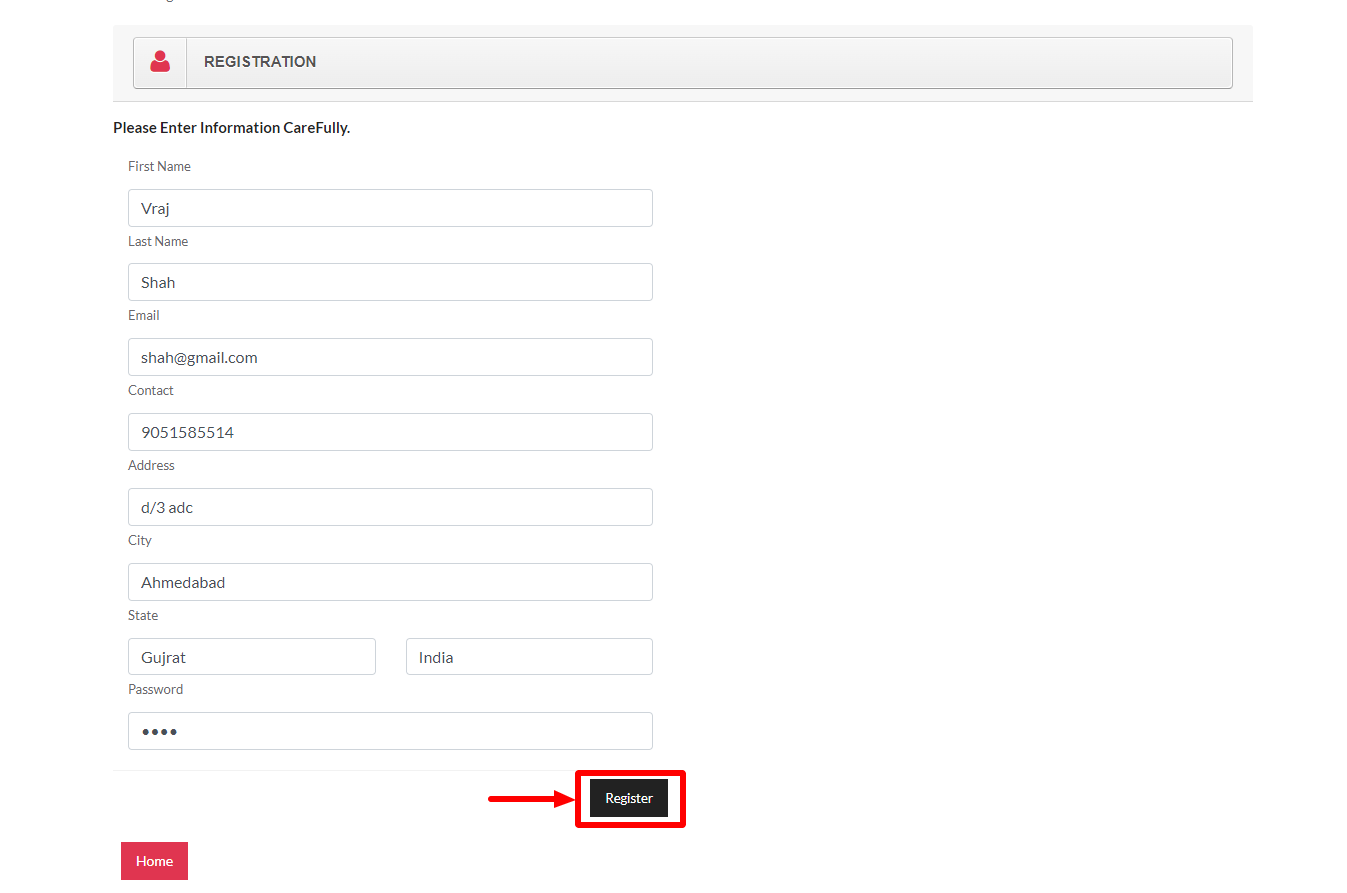 REGISTRATION
Please Enter Information CareFully.
First Name
Vraj
Last Name
Shah
Email
shah@gmail.com
Contact
9051585514
Address
d/3 adc
City
Ahmedabad
State
Gujrat India
Password
••••
Register
Home